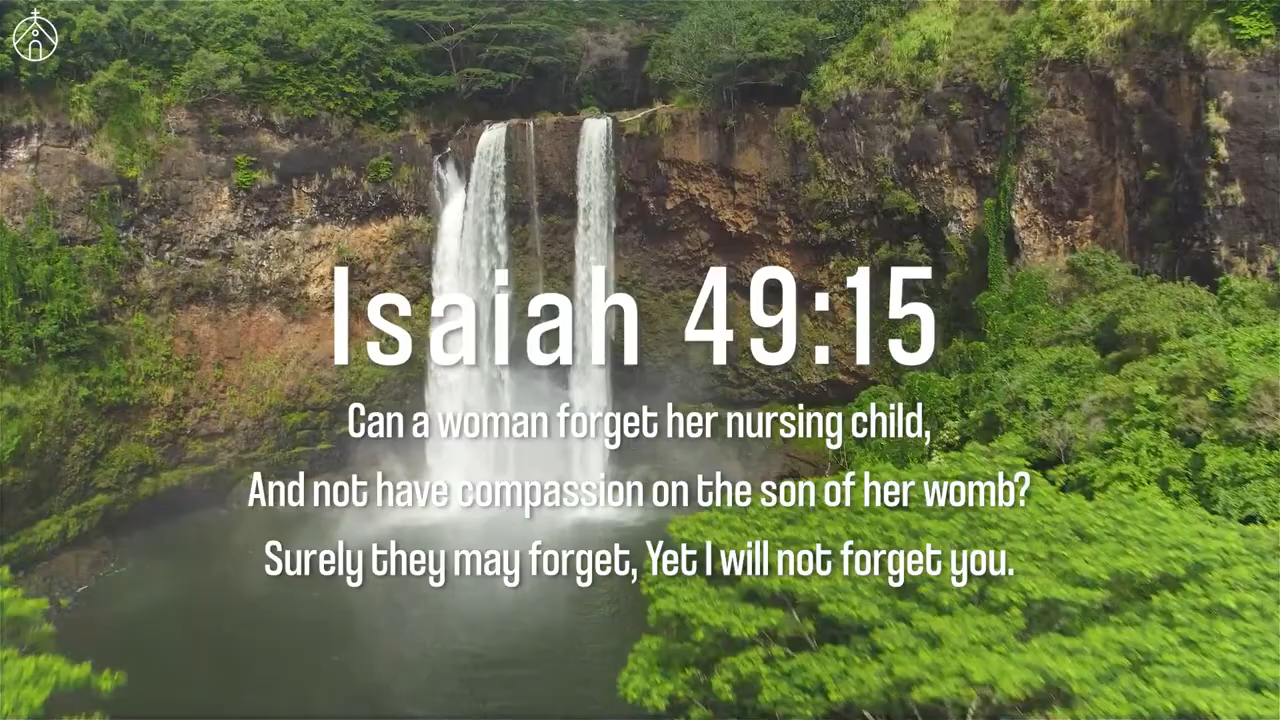 Isaiah 49:15
Can a woman forget her nursing child,
And not have compassion on the son of her womb?
Surely they may forget, Yet I will not forget you.